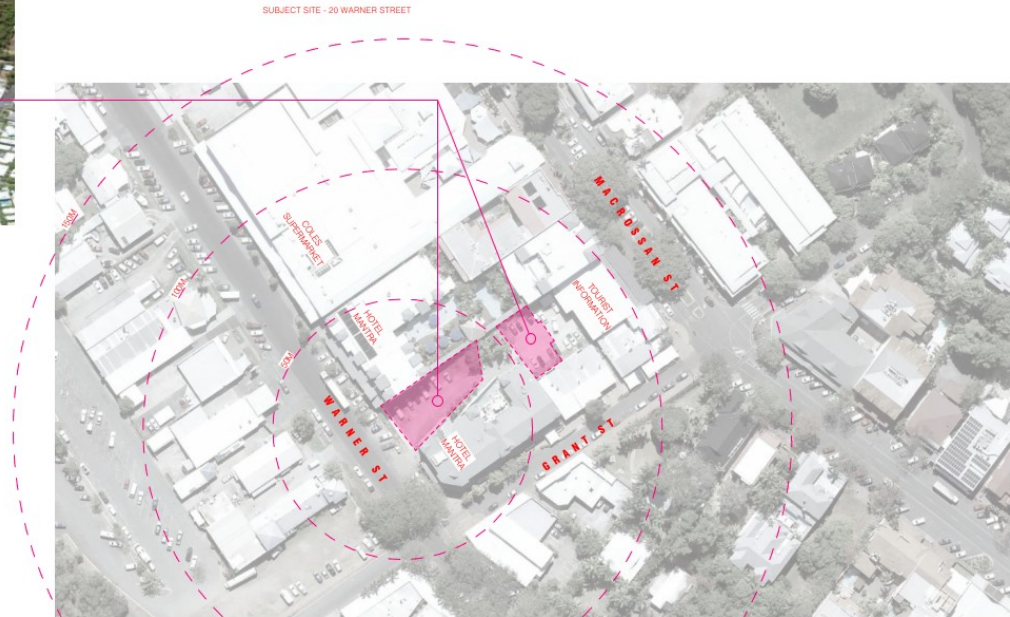 SUBJECT SITE - 20 WARNER STREET
150M
100M
50M
COLES
SUPERMARKET
HOTEL
MANTRA
MACROSSAN ST
TOURIST
INFORMATION
WARNER ST
HOTEL
MANTRA
GRANT ST